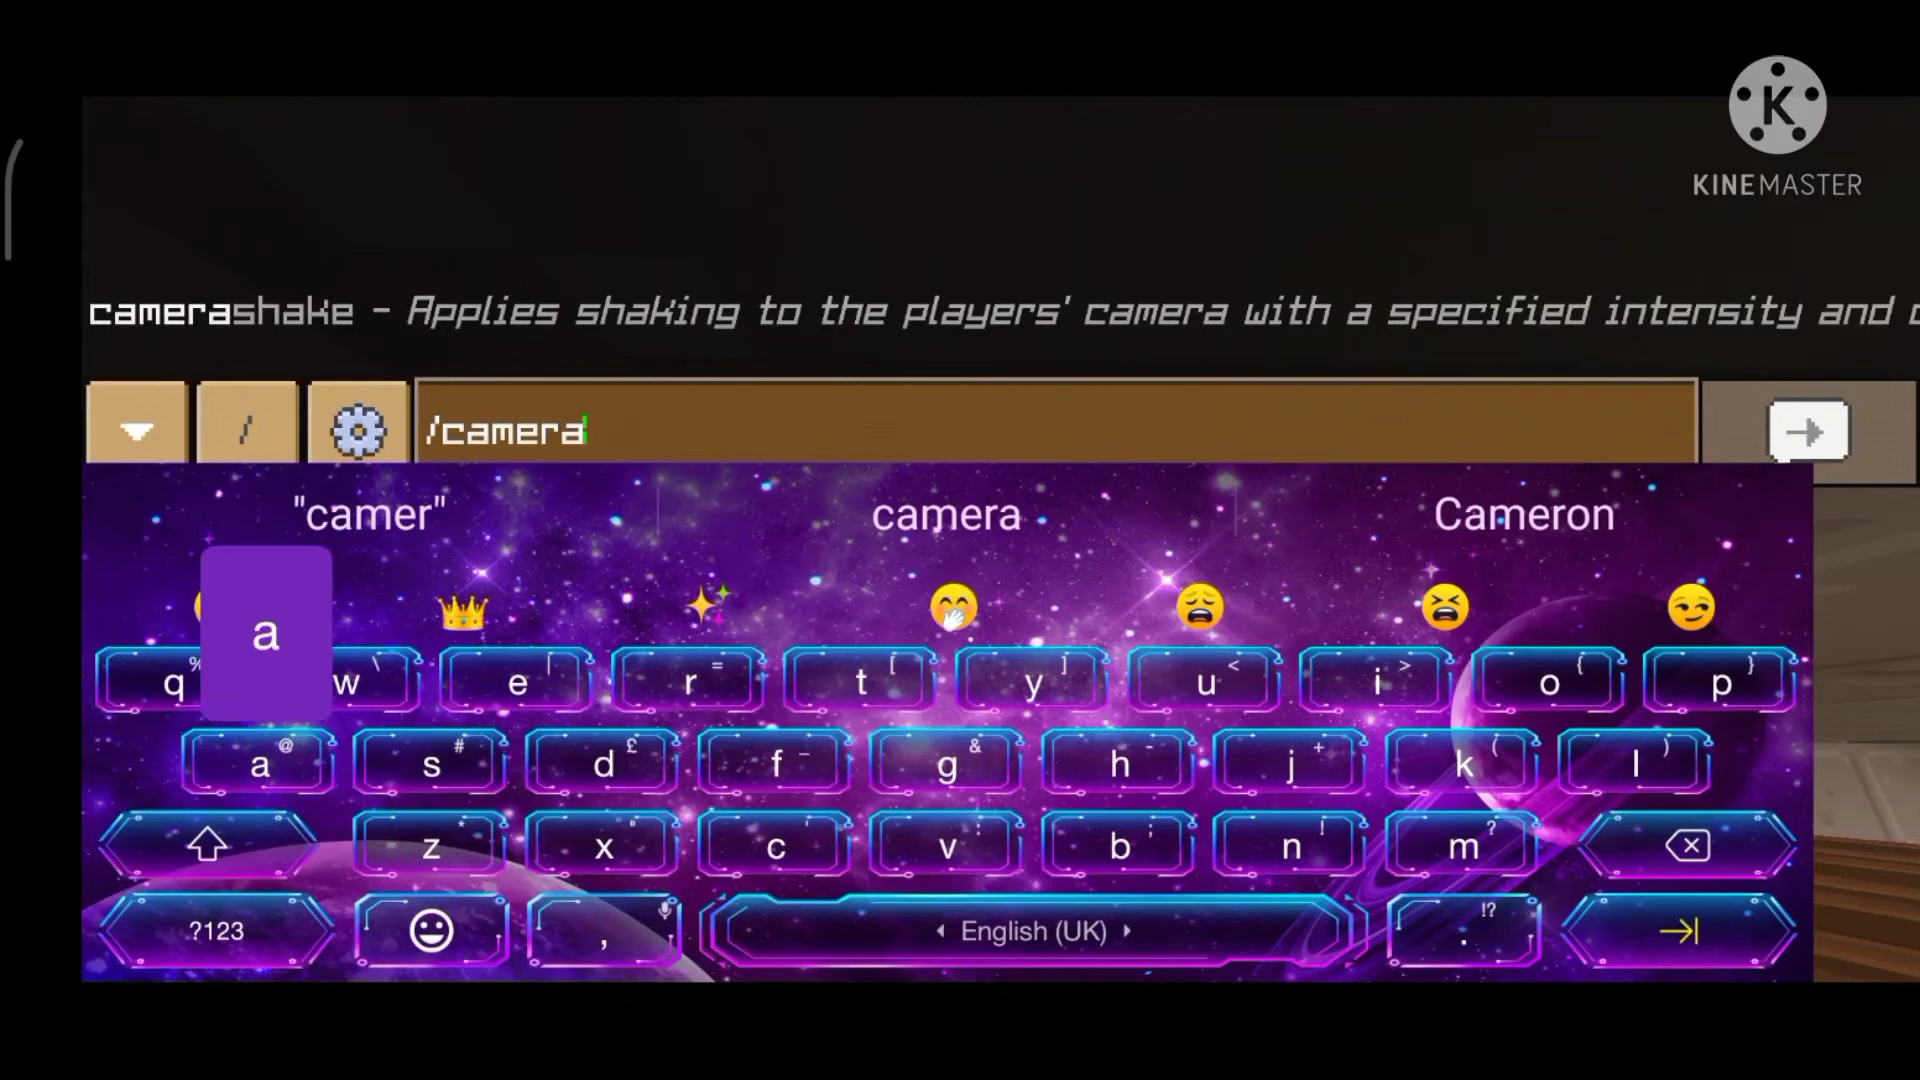 K
KINEMASTER
camerashake - Applies shaking to the players' camera with a specified intensity and
/ /camera
"camer" camera Cameron
a
q % w \ e | r = t [ y ] u < i > o { p }
a @ s # d £ f _ g & h - j + k ( l )
z * x " c ' v : b ; n ! m ?
?123 , English (UK) . !?